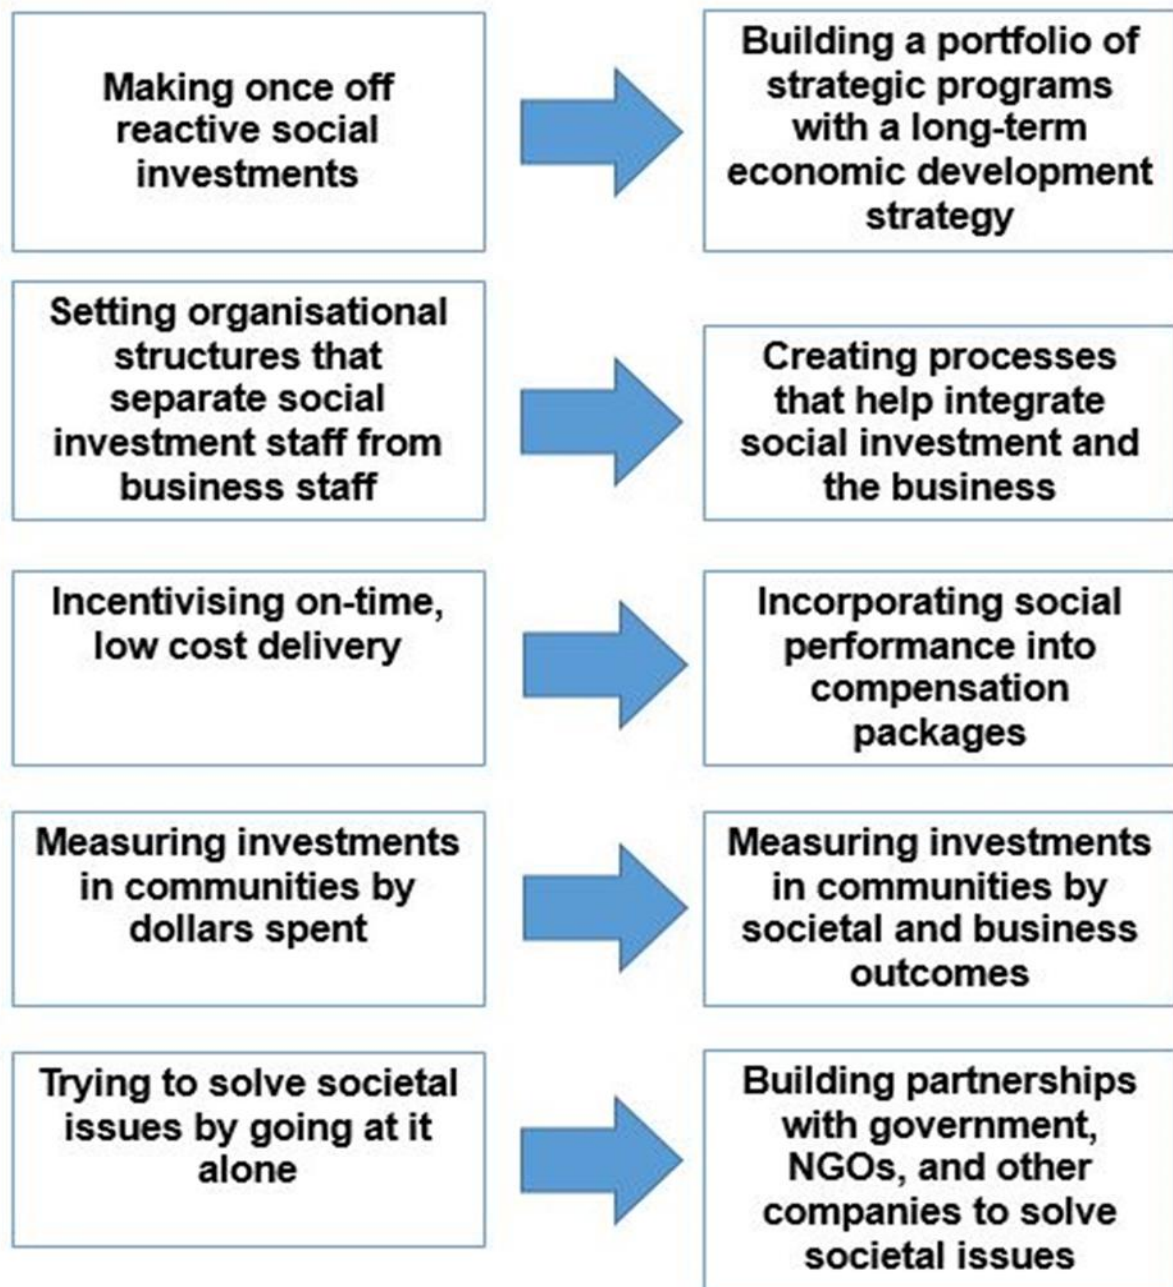 Making once off
reactive social
investments
Building a portfolio of
strategic programs
with a long-term
economic development
strategy
Setting organisational
structures that
separate social
investment staff from
business staff
Creating processes
that help integrate
social investment and
the business
Incentivising on-time,
low cost delivery
Incorporating social
performance into
compensation
packages
Measuring investments
in communities by
dollars spent
Measuring investments
in communities by
societal and business
outcomes
Trying to solve societal
issues by going at it
alone
Building partnerships
with government,
NGOs, and other
companies to solve
societal issues